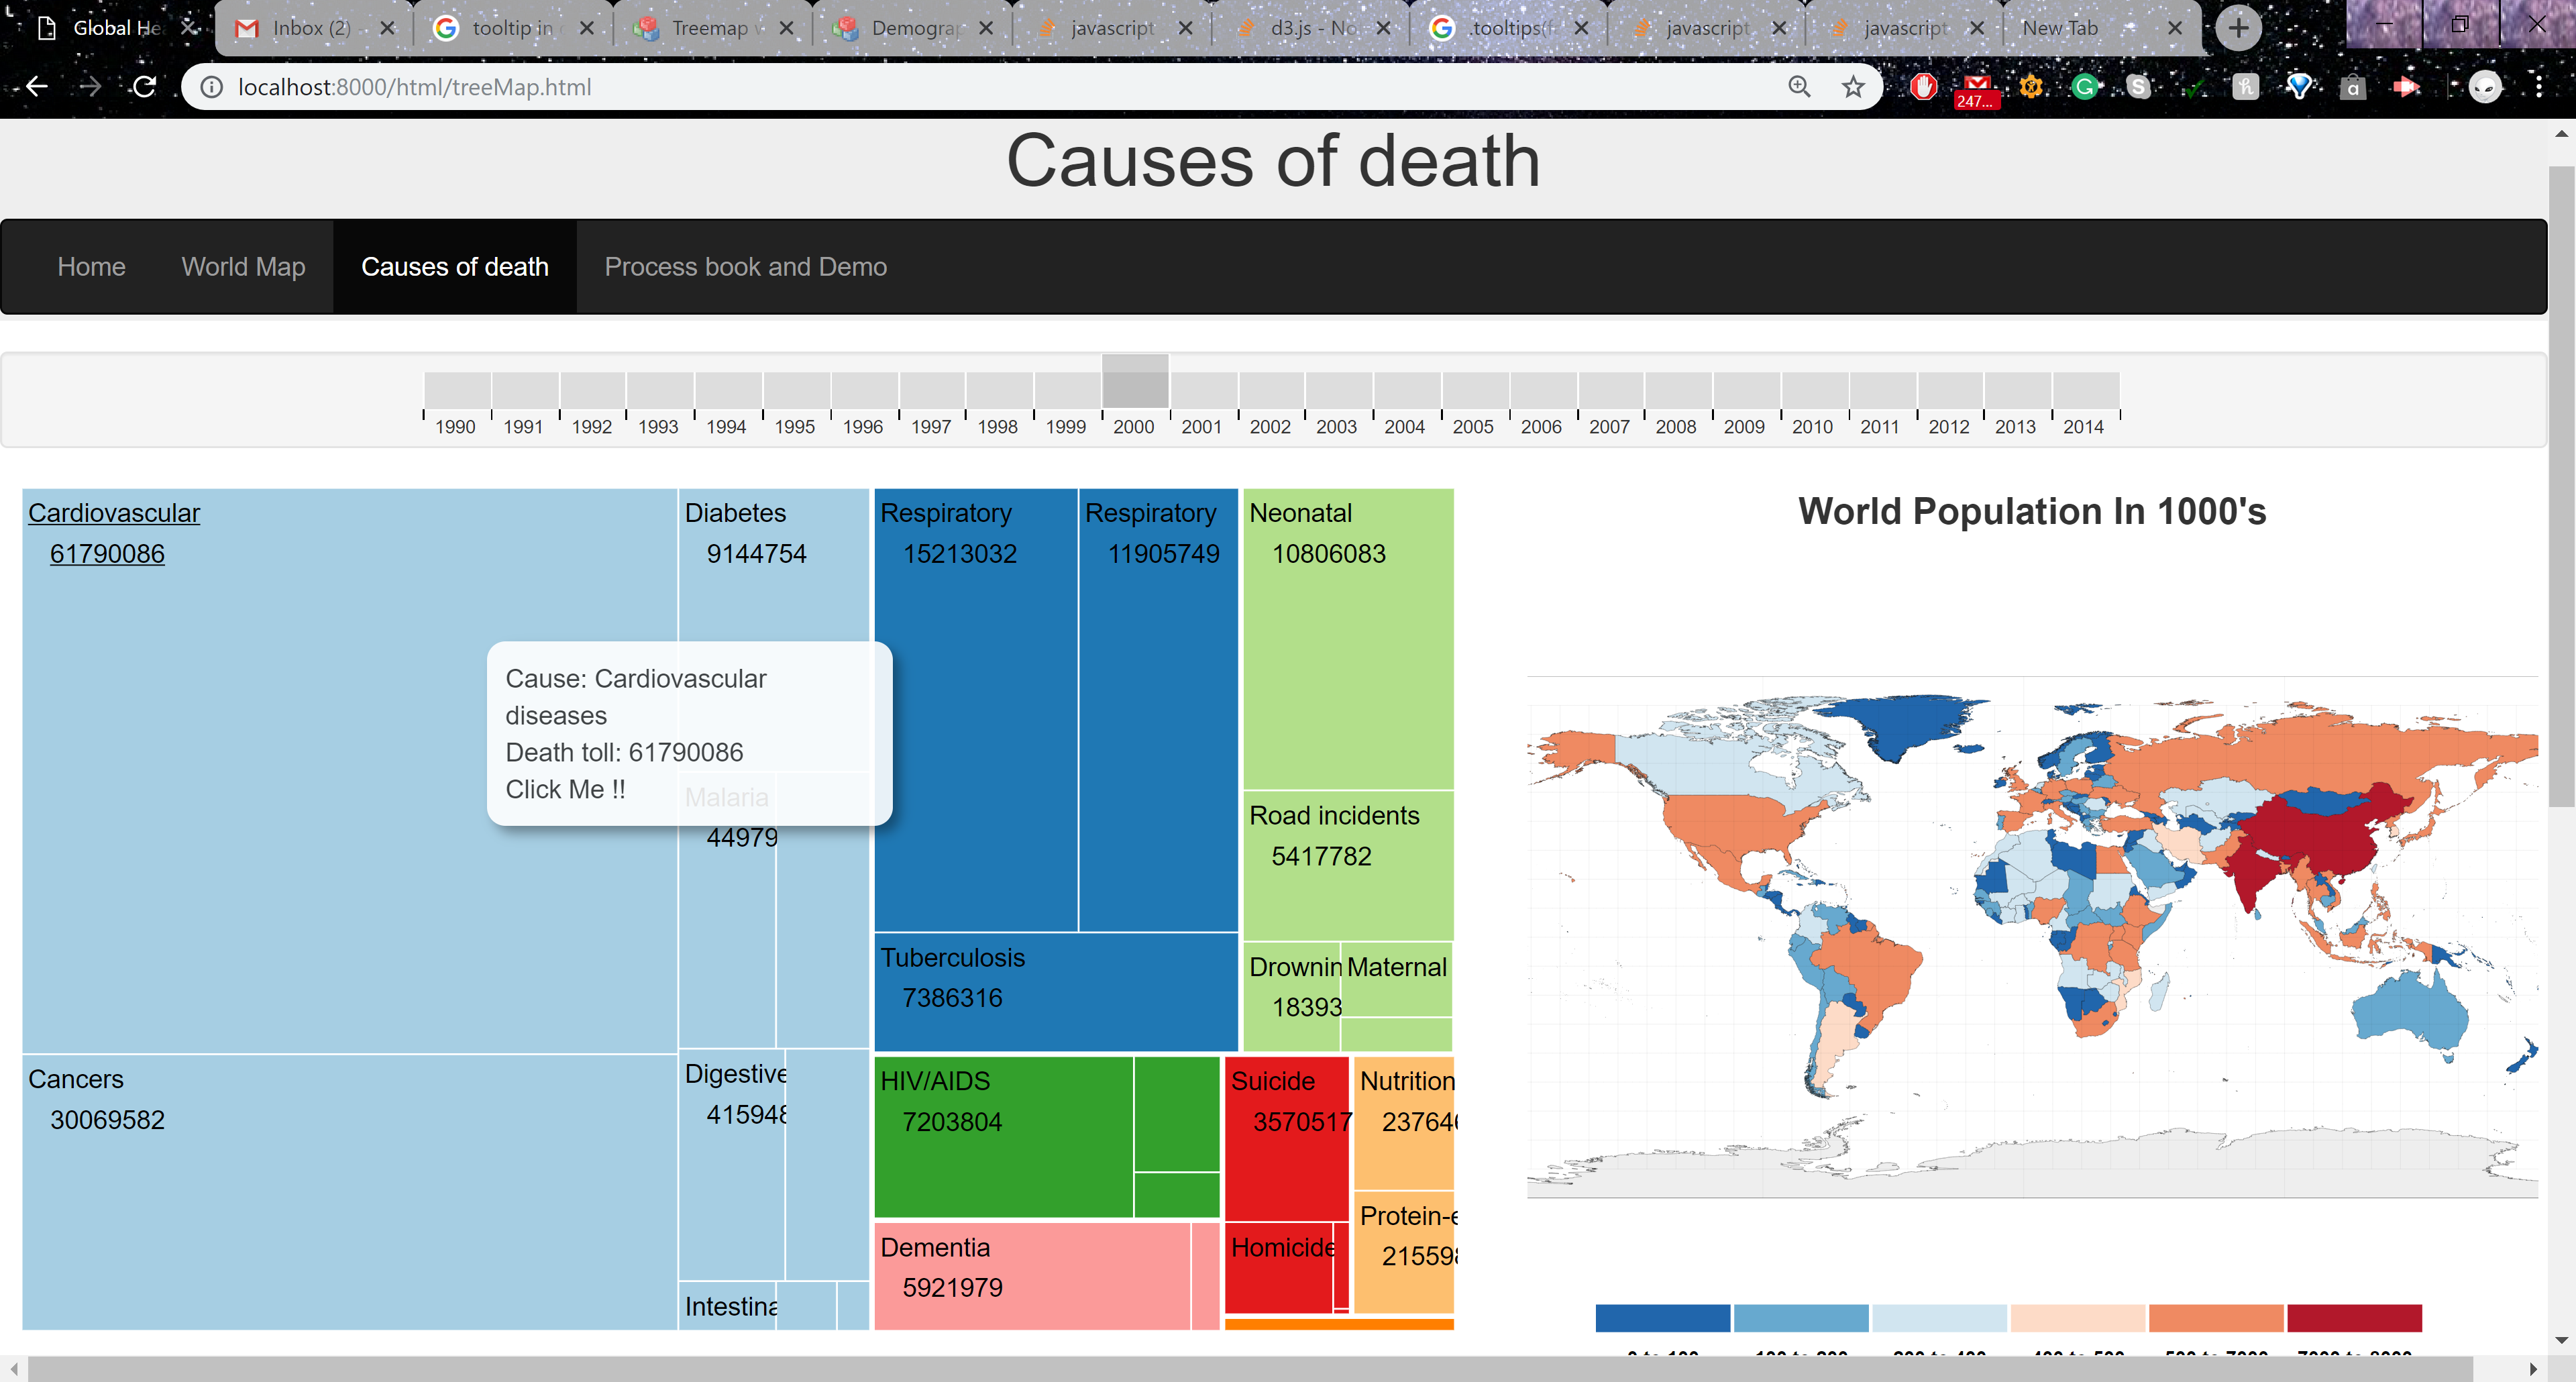 Global He
Inbox (2) -
tooltip in
Treemap
Demograp
javascript
d3.js - No
.tooltips(f
javascript
javascript
New Tab
localhost:8000/html/treeMap.html
247...
Causes of death
Home
World Map
Causes of death
Process book and Demo
1990 1991 1992 1993 1994 1995 1996 1997 1998 1999 2000 2001 2002 2003 2004 2005 2006 2007 2008 2009 2010 2011 2012 2013 2014
Cardiovascular
61790086
Diabetes
9144754
Respiratory
15213032
Respiratory
11905749
Neonatal
10806083
World Population In 1000's
Cause: Cardiovascular
diseases
Death toll: 61790086
Click Me !!
Malaria
44979
Road incidents
5417782
Tuberculosis
7386316
Drownin
18393
Maternal
Cancers
30069582
Digestive
415948
HIV/AIDS
7203804
Suicide
3570517
Nutrition
23764
Protein-e
21559
Dementia
5921979
Homicide
Intestina